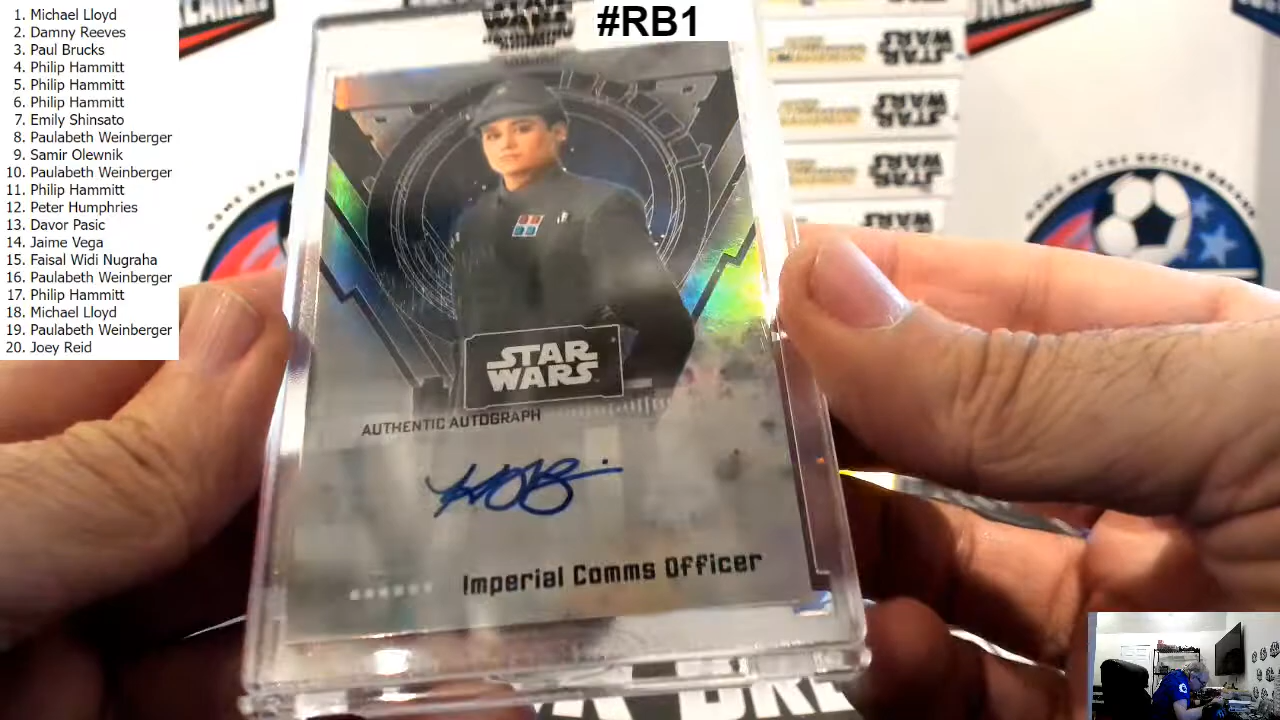 1. Michael Lloyd
2. Damny Reeves
3. Paul Brucks
4. Philip Hammitt
5. Philip Hammitt
6. Philip Hammitt
7. Emily Shinsato
8. Paulabeth Weinberger
9. Samir Olewnik
10. Paulabeth Weinberger
11. Philip Hammitt
12. Peter Humphries
13. Davor Pasic
14. Jaime Vega
15. Faisal Widi Nugraha
16. Paulabeth Weinberger
17. Philip Hammitt
18. Michael Lloyd
19. Paulabeth Weinberger
20. Joey Reid
#RB1
STAR WARS
STAR WARS
STAR WARS
STAR WARS
STAR WARS
STAR
STAR
WARS
AUTHENTIC AUTOGRAPH
Imperial Comms Officer